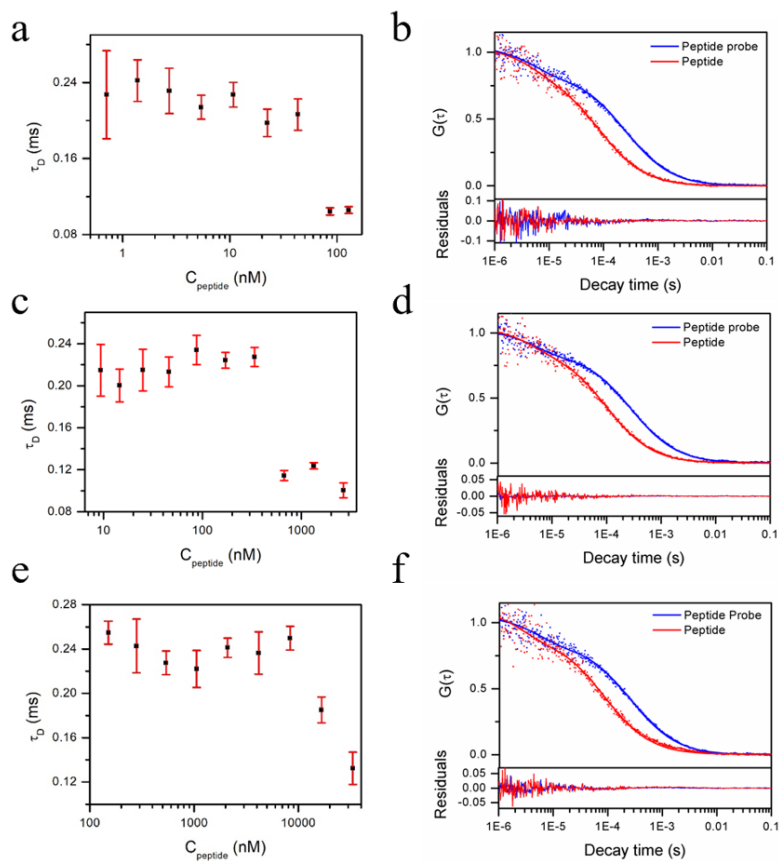 a
0.24
0.16
0.08
τD (ms)
1
10
100
Cpeptide (nM)
b
Peptide probe
Peptide
1.0
0.5
0.0
G(τ)
0.1
0.0
-0.1
Residuals
1E-6 1E-5 1E-4 1E-3 0.01 0.1
Decay time (s)
c
0.24
0.20
0.16
0.12
0.08
τD (ms)
10
100
1000
Cpeptide (nM)
d
Peptide probe
Peptide
1.0
0.5
0.0
G(τ)
0.05
0.00
-0.05
Residuals
1E-6 1E-5 1E-4 1E-3 0.01 0.1
Decay time (s)
e
0.28
0.24
0.20
0.16
0.12
τD (ms)
100
1000
10000
Cpeptide (nM)
f
Peptide Probe
Peptide
1.0
0.5
0.0
G(τ)
0.05
0.00
-0.05
Residuals
1E-6 1E-5 1E-4 1E-3 0.01 0.1
Decay time (s)